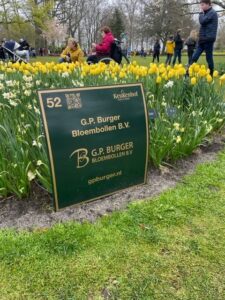 52
Keukenhof
G.P. Burger
Bloembollen B.V.
B G.P. BURGER
BLOEMBOLLEN B.V.
gpburger.nl